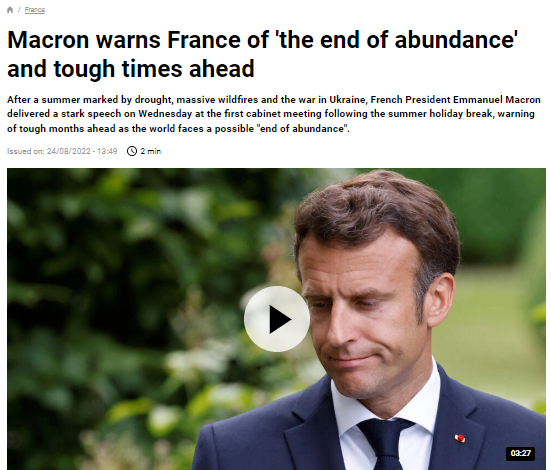 / France
Macron warns France of 'the end of abundance'
and tough times ahead
After a summer marked by drought, massive wildfires and the war in Ukraine, French President Emmanuel Macron
delivered a stark speech on Wednesday at the first cabinet meeting following the summer holiday break, warning
of tough months ahead as the world faces a possible "end of abundance".
Issued on: 24/08/2022 - 13:49 2 min
03:27